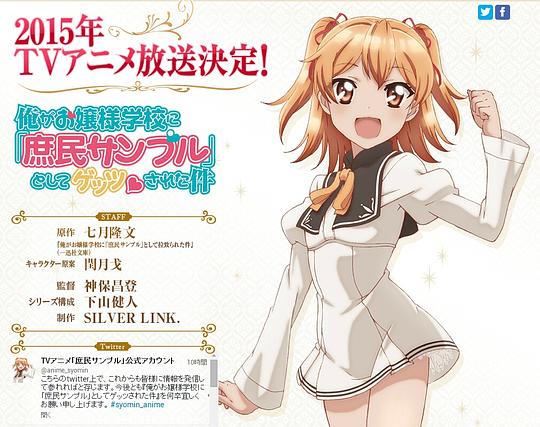 2015年
TVアニメ放送決定!
俺がお嬢様学校に
「庶民サンプル」
としてゲッツ♥された件
STAFF
原作 七月隆文
『俺がお嬢様学校に「庶民サンプル」として拉致られた件』
(一迅社文庫)
キャラクター原案 閏月戈
監督 神保昌登
シリーズ構成 下山健人
制作 SILVER LINK.
Twitter
TVアニメ「庶民サンプル」公式アカウント 10時間
@anime_syomin
こちらのtwitter上で、これからも皆様に情報を発信し
て参れればと存じます。今後とも『俺がお嬢様学校に
「庶民サンプル」としてゲッツされた件』を何卒宜しく
お願い申し上げます。 #syomin_anime
開く